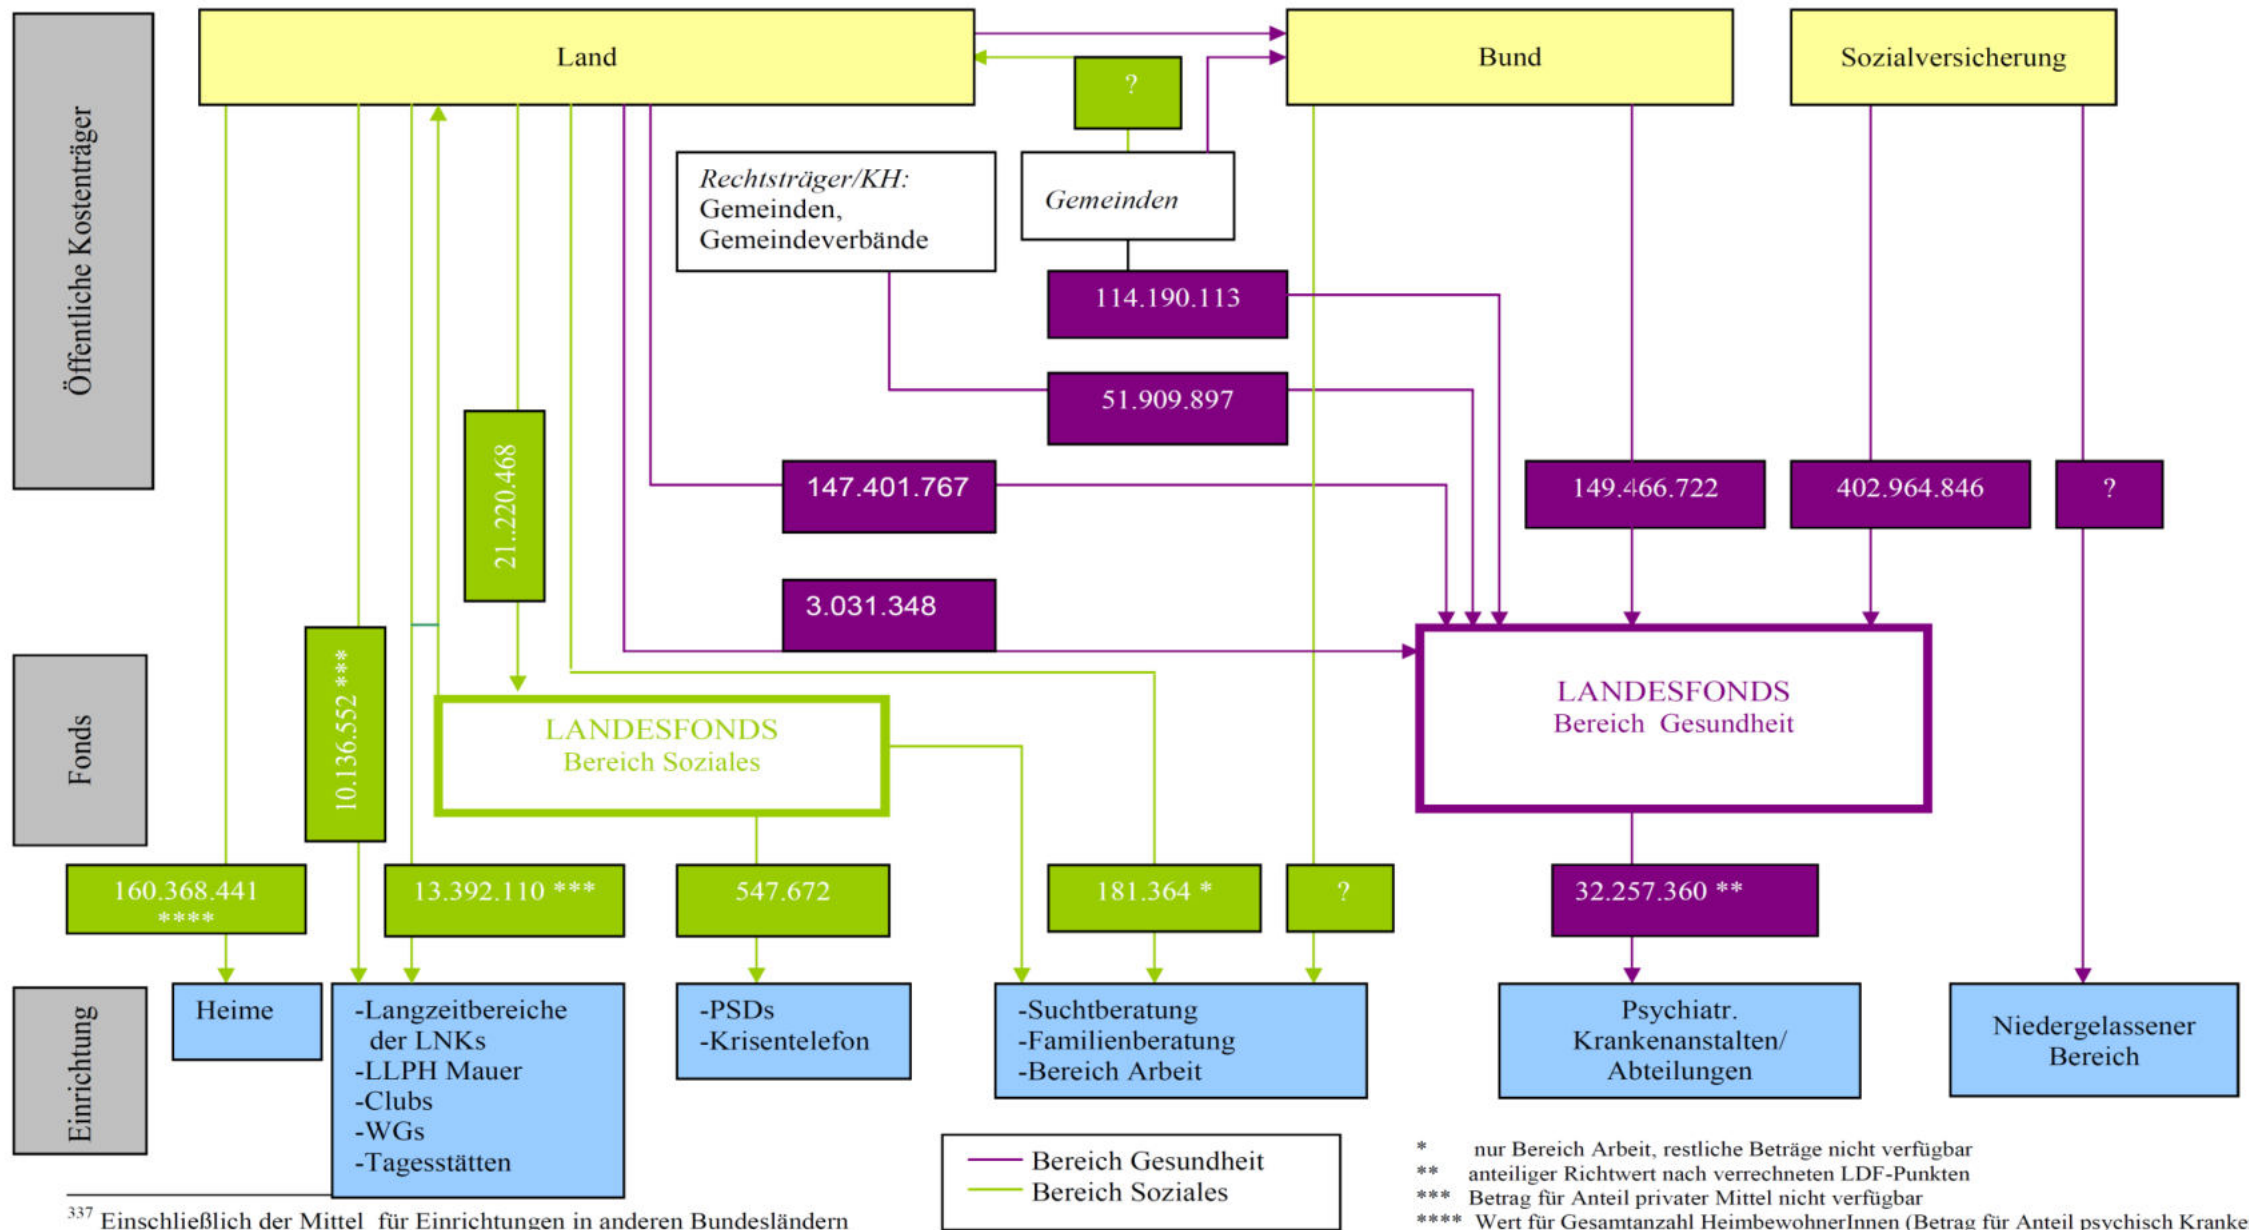 Öffentliche Kostenträger
Land
Bund
Sozialversicherung
?
Rechtsträger/KH:
Gemeinden,
Gemeindeverbände
Gemeinden
114.190.113
51.909.897
21..220.468
147.401.767
149.466.722
402.964.846
?
3.031.348
Fonds
10.136.552 ***
LANDESFONDS
Bereich Soziales
LANDESFONDS
Bereich Gesundheit
160.368.441
****
13.392.110 ***
547.672
181.364 *
?
32.257.360 **
Einrichtung
Heime
-Langzeitbereiche
der LNKs
-LLPH Mauer
-Clubs
-WGs
-Tagesstätten
-PSDs
-Krisentelefon
-Suchtberatung
-Familienberatung
-Bereich Arbeit
Psychiatr.
Krankenanstalten/
Abteilungen
Niedergelassener
Bereich
Bereich Gesundheit
Bereich Soziales
* nur Bereich Arbeit, restliche Beträge nicht verfügbar
** anteiliger Richtwert nach verrechneten LDF-Punkten
*** Betrag für Anteil privater Mittel nicht verfügbar
**** Wert für Gesamtanzahl HeimbewohnerInnen (Betrag für Anteil psychisch Kranke
337 Einschließlich der Mittel für Einrichtungen in anderen Bundesländern